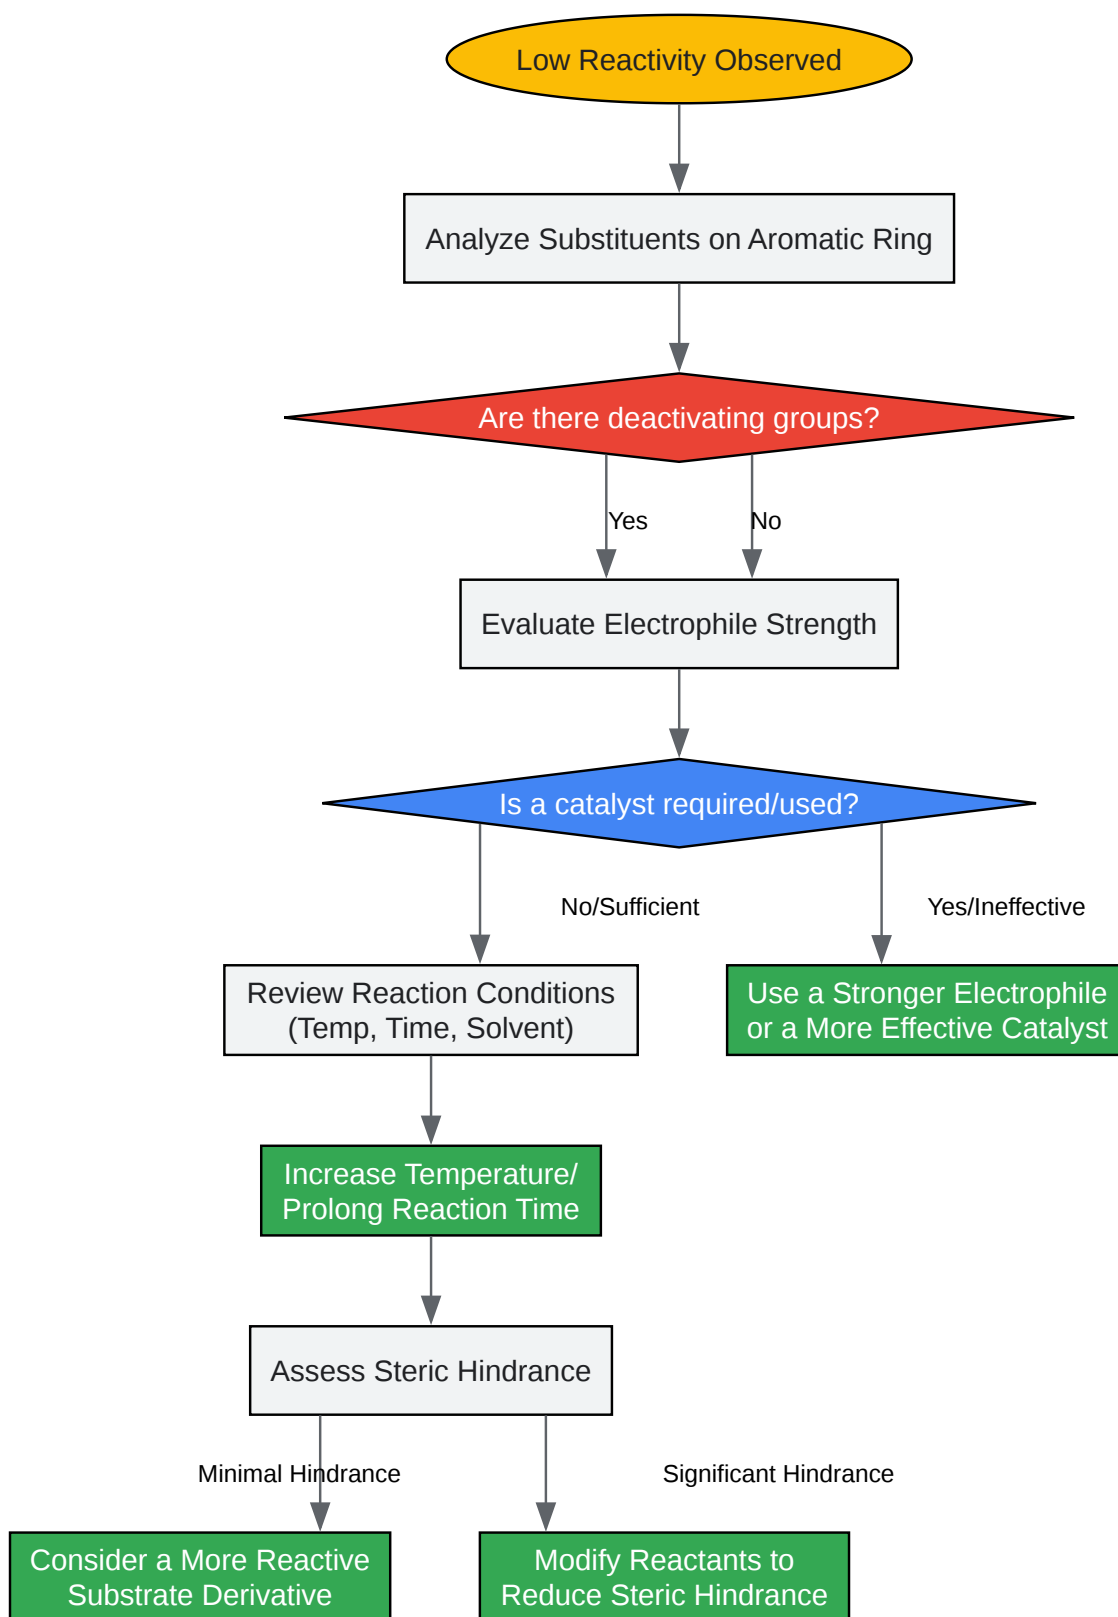 Low Reactivity Observed
Analyze Substituents on Aromatic Ring
Are there deactivating groups?
Yes
No
Evaluate Electrophile Strength
Is a catalyst required/used?
No/Sufficient
Yes/Ineffective
Review Reaction Conditions
(Temp, Time, Solvent)
Use a Stronger Electrophile
or a More Effective Catalyst
Increase Temperature/
Prolong Reaction Time
Assess Steric Hindrance
Minimal Hindrance
Significant Hindrance
Consider a More Reactive
Substrate Derivative
Modify Reactants to
Reduce Steric Hindrance